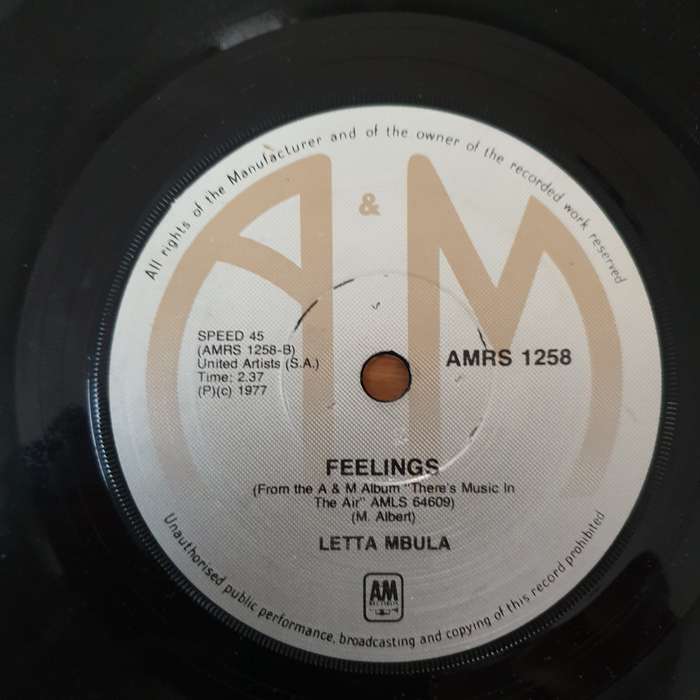 All rights of the Manufacturer and of the owner of the recorded work reserved
A & M
SPEED 45
(AMRS 1258-B)
United Artists (S.A.)
Time: 2.37
(P)(c) 1977
AMRS 1258
FEELINGS
(From the A & M Album "There's Music In
The Air" AMLS 64609)
(M. Albert)
LETTA MBULA
AM
RECORDS
Unauthorised public performance, broadcasting and copying of this record prohibited